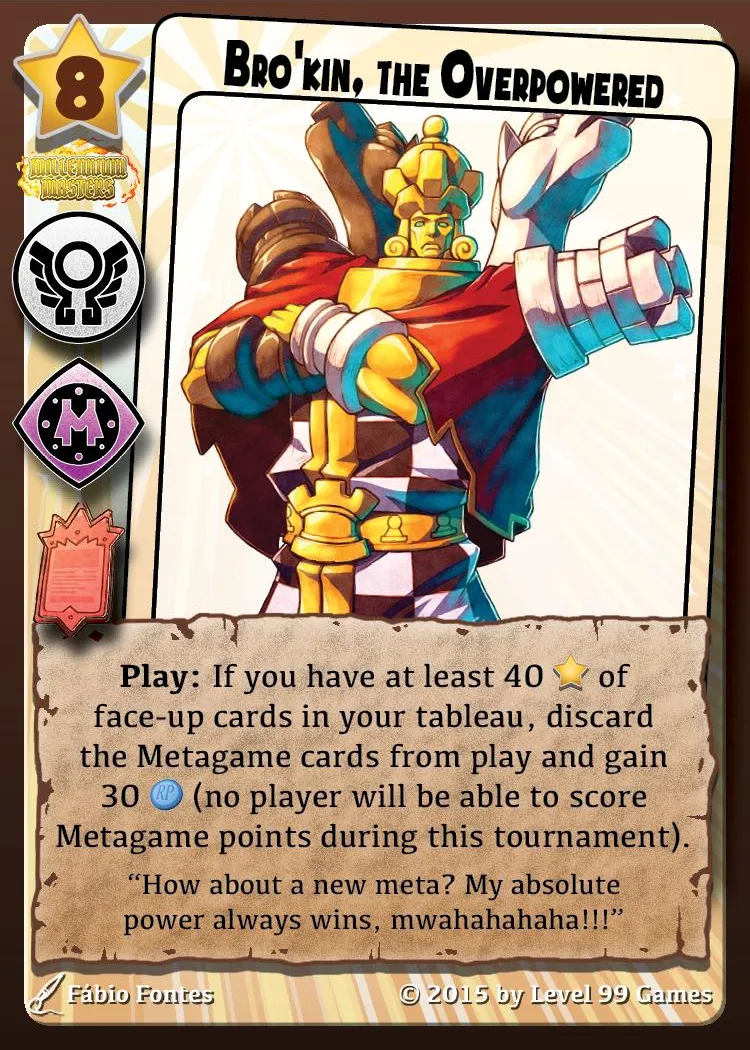 8
Bro'kin, the Overpowered
MILLENNIUM
MASTERS
M
Play: If you have at least 40 of
face-up cards in your tableau, discard
the Metagame cards from play and gain
30 RP (no player will be able to score
Metagame points during this tournament).
“How about a new meta? My absolute
power always wins, mwahahahaha!!!”
Fábio Fontes
© 2015 by Level 99 Games